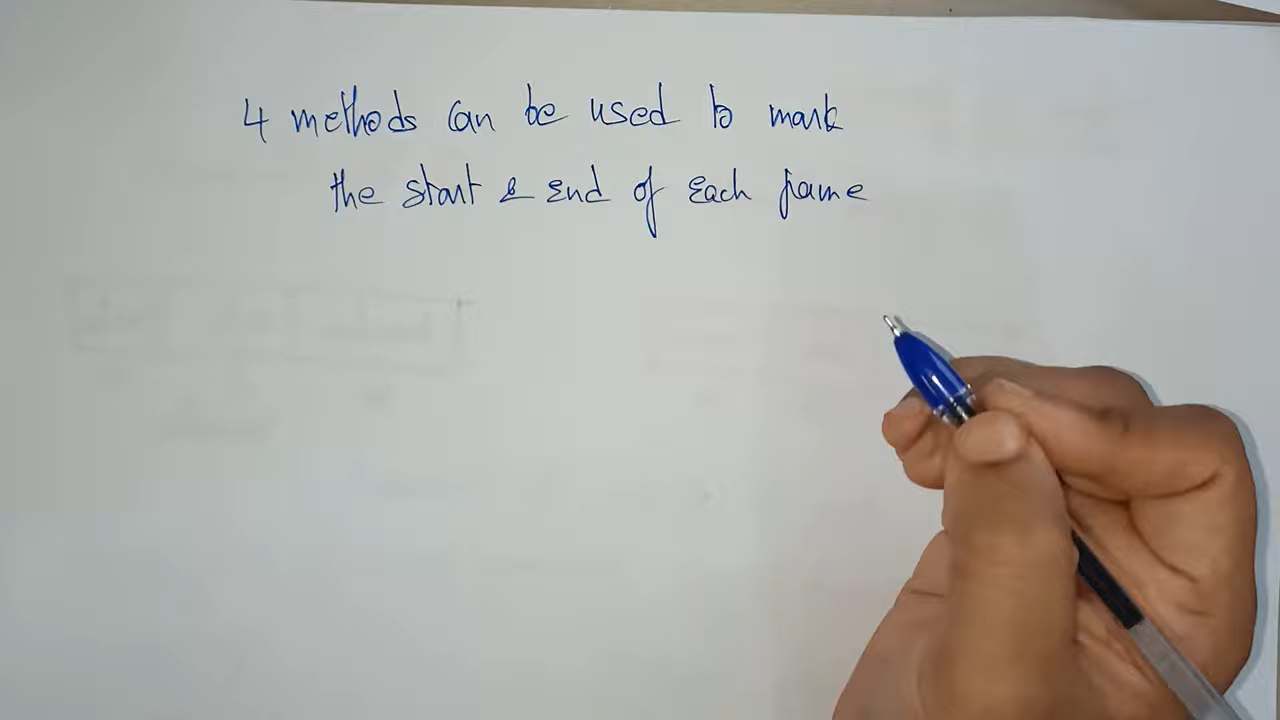 4 methods can be used to mark
the start & End of Each frame